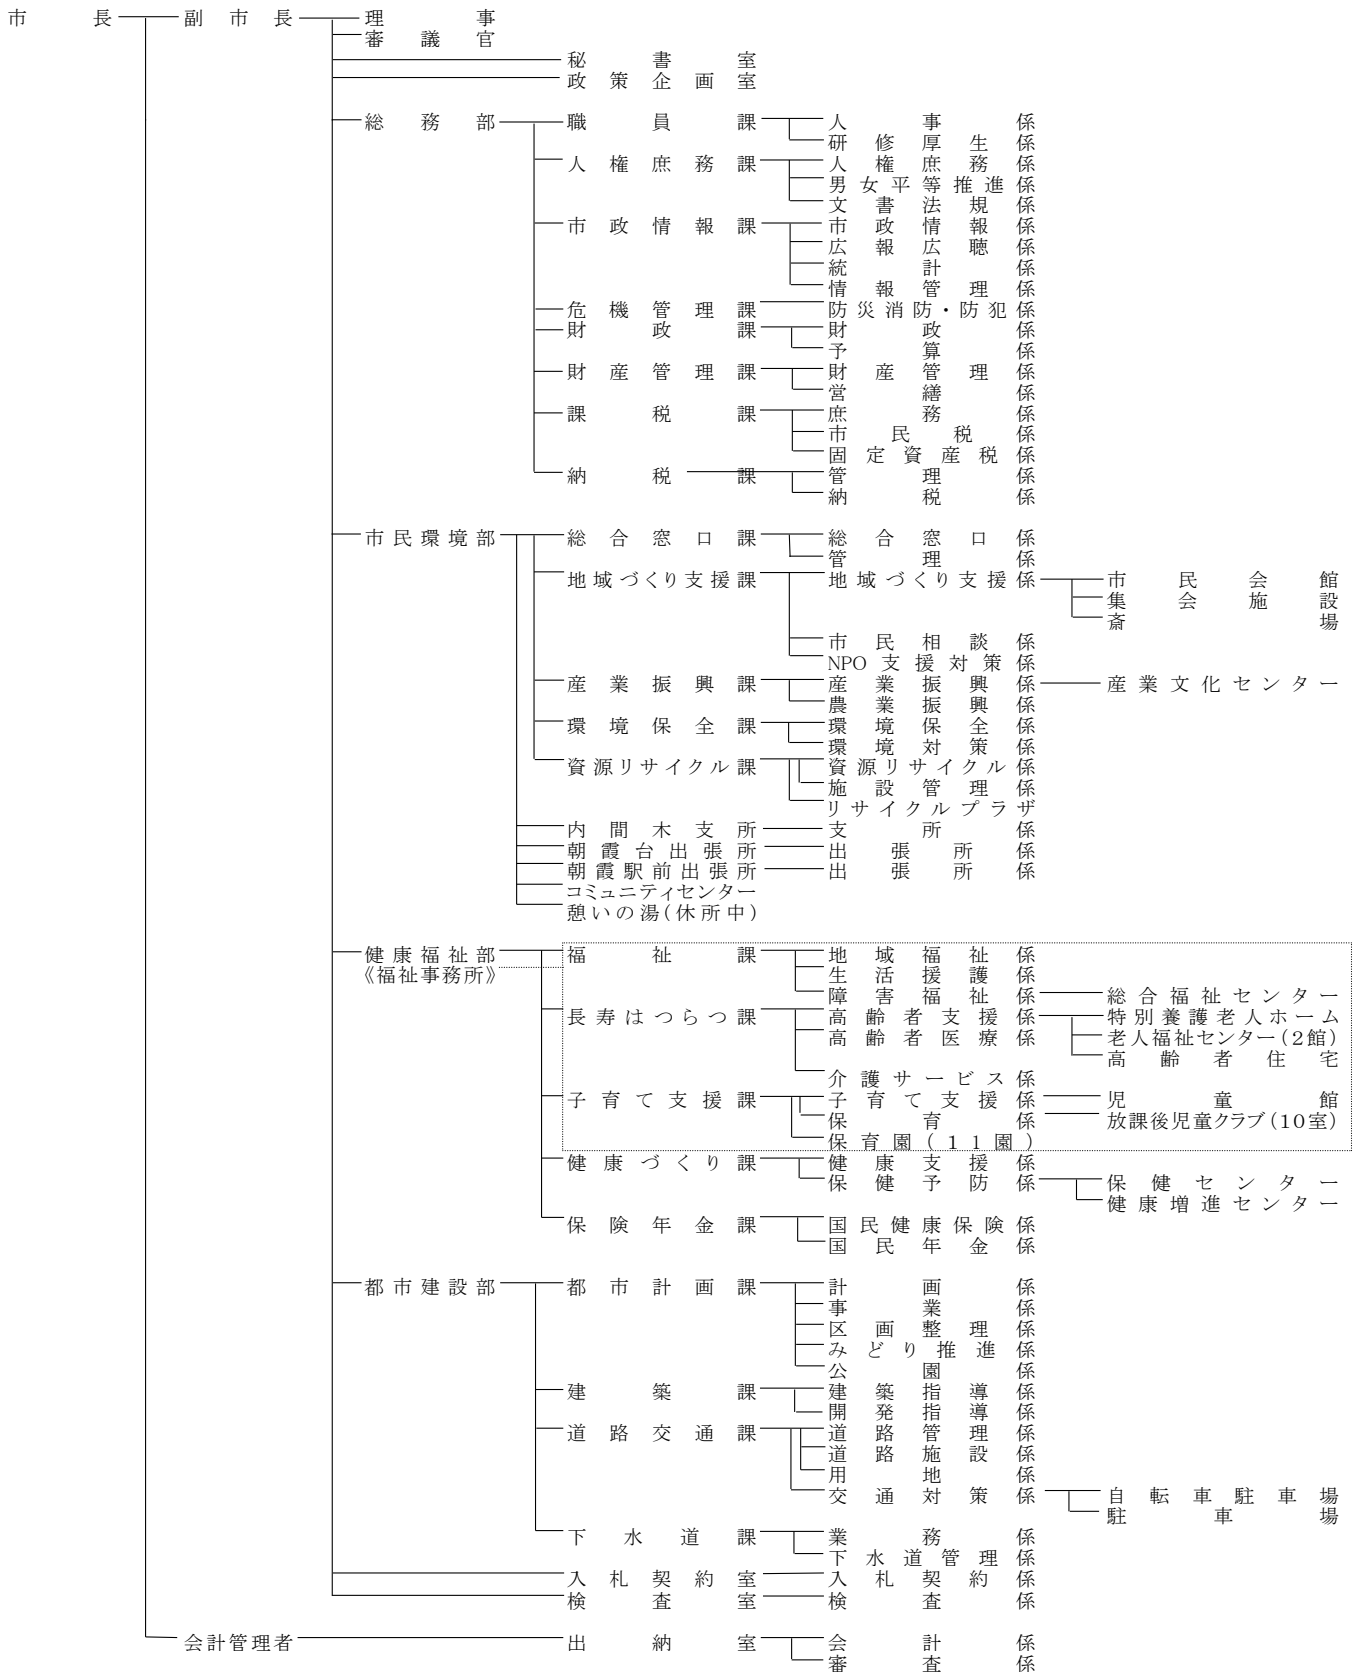 市長 副市長 理事
審議官
秘書室
政策企画室
総務部 職員課 人事係
研修厚生係
人権庶務課 人権庶務係
男女平等推進係
文書法規係
市政情報課 市政情報係
広報広聴係
統計係
情報管理係
危機管理課 防災消防・防犯係
財政課 財政係
予算係
財産管理課 財産管理係
営繕係
課税課 庶務係
市民税係
固定資産税係
納税課 管理係
納税係
市民環境部 総合窓口課 総合窓口係
管理係
地域づくり支援課 地域づくり支援係 市民会館
集会施設
斎場
市民相談係
NPO支援対策係
産業振興課 産業振興係 産業文化センター
農業振興係
環境保全課 環境保全係
環境対策係
資源リサイクル課 資源リサイクル係
施設管理係
リサイクルプラザ
内間木支所 支所係
朝霞台出張所 出張所係
朝霞駅前出張所 出張所係
コミュニティセンター
憩いの湯(休所中)
健康福祉部 福祉課 地域福祉係
《福祉事務所》 生活援護係
障害福祉係 総合福祉センター
長寿はつらつ課 高齢者支援係 特別養護老人ホーム
高齢者医療係 老人福祉センター(2館)
高齢者住宅
介護サービス係
子育て支援課 子育て支援係 児童館
保育係 放課後児童クラブ(10室)
保育園(11園)
健康づくり課 健康支援係
保健予防係 保健センター
健康増進センター
保険年金課 国民健康保険係
国民年金係
都市建設部 都市計画課 計画係
事業係
区画整理係
みどり推進係
公園係
建築課 建築指導係
開発指導係
道路交通課 道路管理係
道路施設係
用地係
交通対策係 自転車駐車場
駐車場
下水道課 業務係
下水道管理係
入札契約室 入札契約係
検査室 検査係
会計管理者 出納室 会計係
審査係